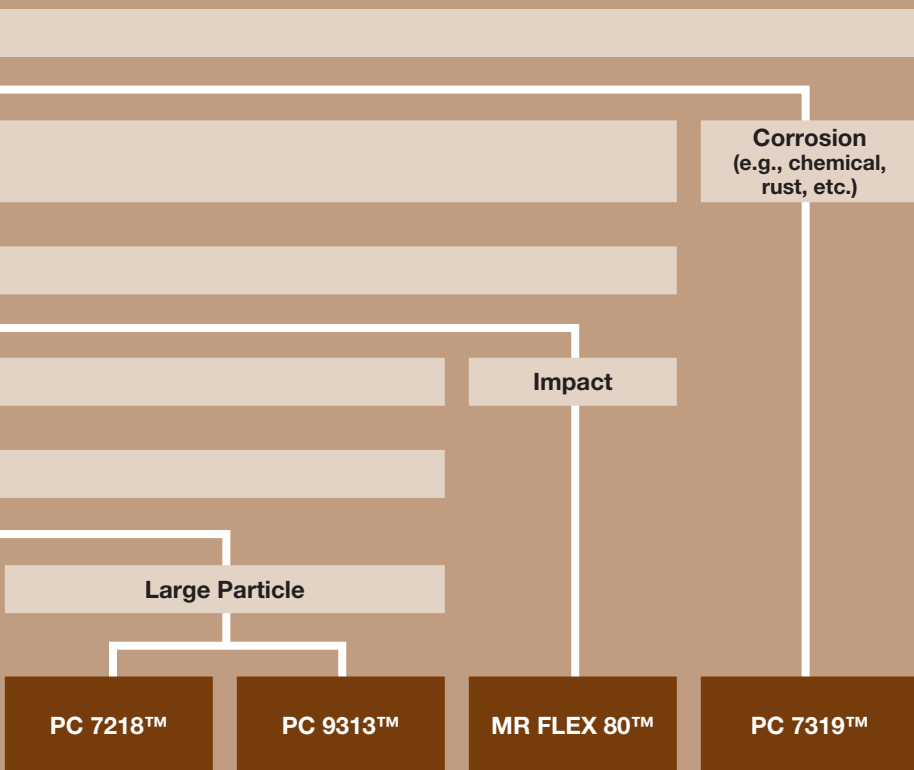 Corrosion
(e.g., chemical,
rust, etc.)
Impact
Large Particle
PC 7218™
PC 9313™
MR FLEX 80™
PC 7319™